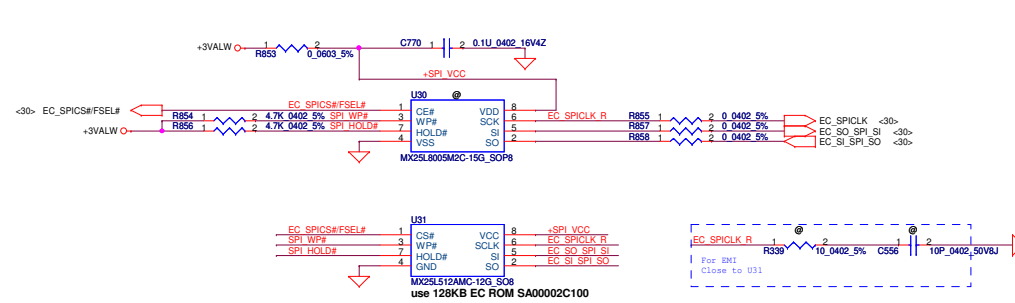 +3VALW 1 2 C770 1 2 0.1U_0402_16V4Z
R853 0_0603_5%
+SPI_VCC
U30 @
<30> EC_SPICS#/FSEL# EC_SPICS#/FSEL# 1 CE# VDD 8
R854 1 2 4.7K_0402_5% SPI_WP# 3 WP# SCK 6 EC_SPICLK_R R855 1 2 0_0402_5% EC_SPICLK <30>
+3VALW R856 1 2 4.7K_0402_5% SPI_HOLD# 7 HOLD# SI 5 R857 1 2 0_0402_5% EC_SO_SPI_SI <30>
4 VSS SO 2 R858 1 2 0_0402_5% EC_SI_SPI_SO <30>
MX25L8005M2C-15G_SOP8
U31
EC_SPICS#/FSEL# 1 CS# VCC 8 +SPI_VCC
SPI_WP# 3 WP# SCLK 6 EC_SPICLK_R
SPI_HOLD# 7 HOLD# SI 5 EC_SO_SPI_SI
4 GND SO 2 EC_SI_SPI_SO
MX25L512AMC-12G_SO8
use 128KB EC ROM SA00002C100
@ @
EC_SPICLK_R 1 2 1 2
R339 10_0402_5% C556 10P_0402_50V8J
For EMI
Close to U31